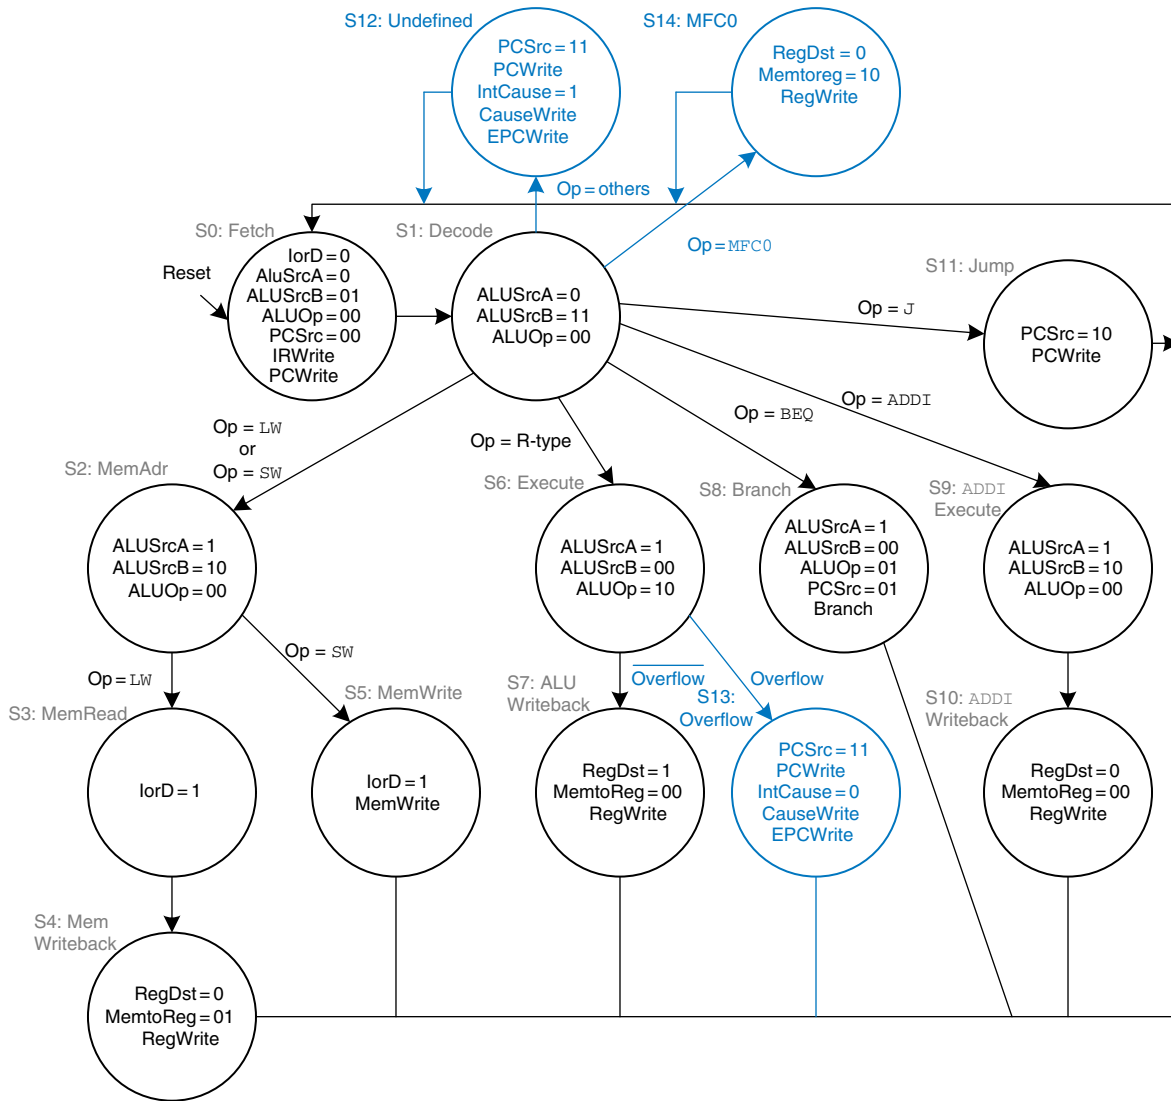 S12: Undefined
PCSrc = 11
PCWrite
IntCause = 1
CauseWrite
EPCWrite
S14: MFC0
RegDst = 0
Memtoreg = 10
RegWrite
Op = others
Op = MFC0
S0: Fetch
Reset
IorD = 0
AluSrcA = 0
ALUSrcB = 01
ALUOp = 00
PCSrc = 00
IRWrite
PCWrite
S1: Decode
ALUSrcA = 0
ALUSrcB = 11
ALUOp = 00
S11: Jump
Op = J
PCSrc = 10
PCWrite
Op = LW
or
Op = SW
Op = R-type
Op = BEQ
Op = ADDI
S2: MemAdr
ALUSrcA = 1
ALUSrcB = 10
ALUOp = 00
S6: Execute
ALUSrcA = 1
ALUSrcB = 00
ALUOp = 10
S8: Branch
ALUSrcA = 1
ALUSrcB = 00
ALUOp = 01
PCSrc = 01
Branch
S9: ADDI
Execute
ALUSrcA = 1
ALUSrcB = 10
ALUOp = 00
Op = LW
Op = SW
Overflow
Overflow
S3: MemRead
IorD = 1
S5: MemWrite
IorD = 1
MemWrite
S7: ALU
Writeback
RegDst = 1
MemtoReg = 00
RegWrite
S13:
Overflow
PCSrc = 11
PCWrite
IntCause = 0
CauseWrite
EPCWrite
S10: ADDI
Writeback
RegDst = 0
MemtoReg = 00
RegWrite
S4: Mem
Writeback
RegDst = 0
MemtoReg = 01
RegWrite